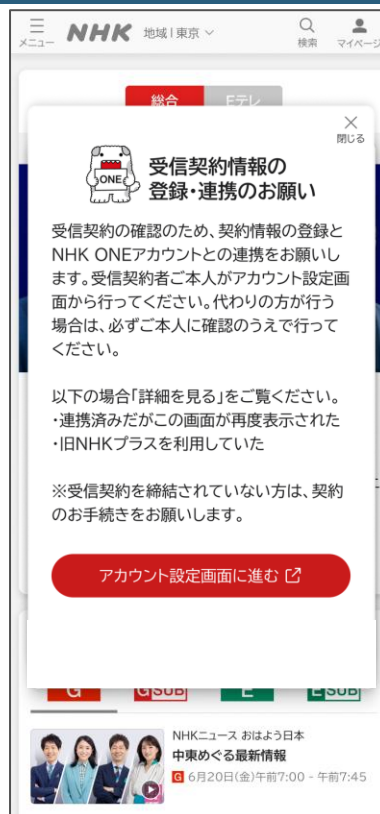 メニュー
NHK
地域|東京
検索
マイページ
総合 Eテレ
閉じる
ONE
受信契約情報の
登録・連携のお願い
受信契約の確認のため、契約情報の登録と
NHK ONEアカウントとの連携をお願いし
ます。受信契約者ご本人がアカウント設定画
面から行ってください。代わりの方が行う
場合は、必ずご本人に確認のうえで行って
ください。
以下の場合「詳細を見る」をご覧ください。
・連携済みだがこの画面が再度表示された
・旧NHKプラスを利用していた
※受信契約を締結されていない方は、契約
のお手続きをお願いします。
アカウント設定画面に進む
G GSUB E ESUB
NHKニュース おはよう日本
中東めぐる最新情報
G 6月20日(金)午前7:00 - 午前7:45